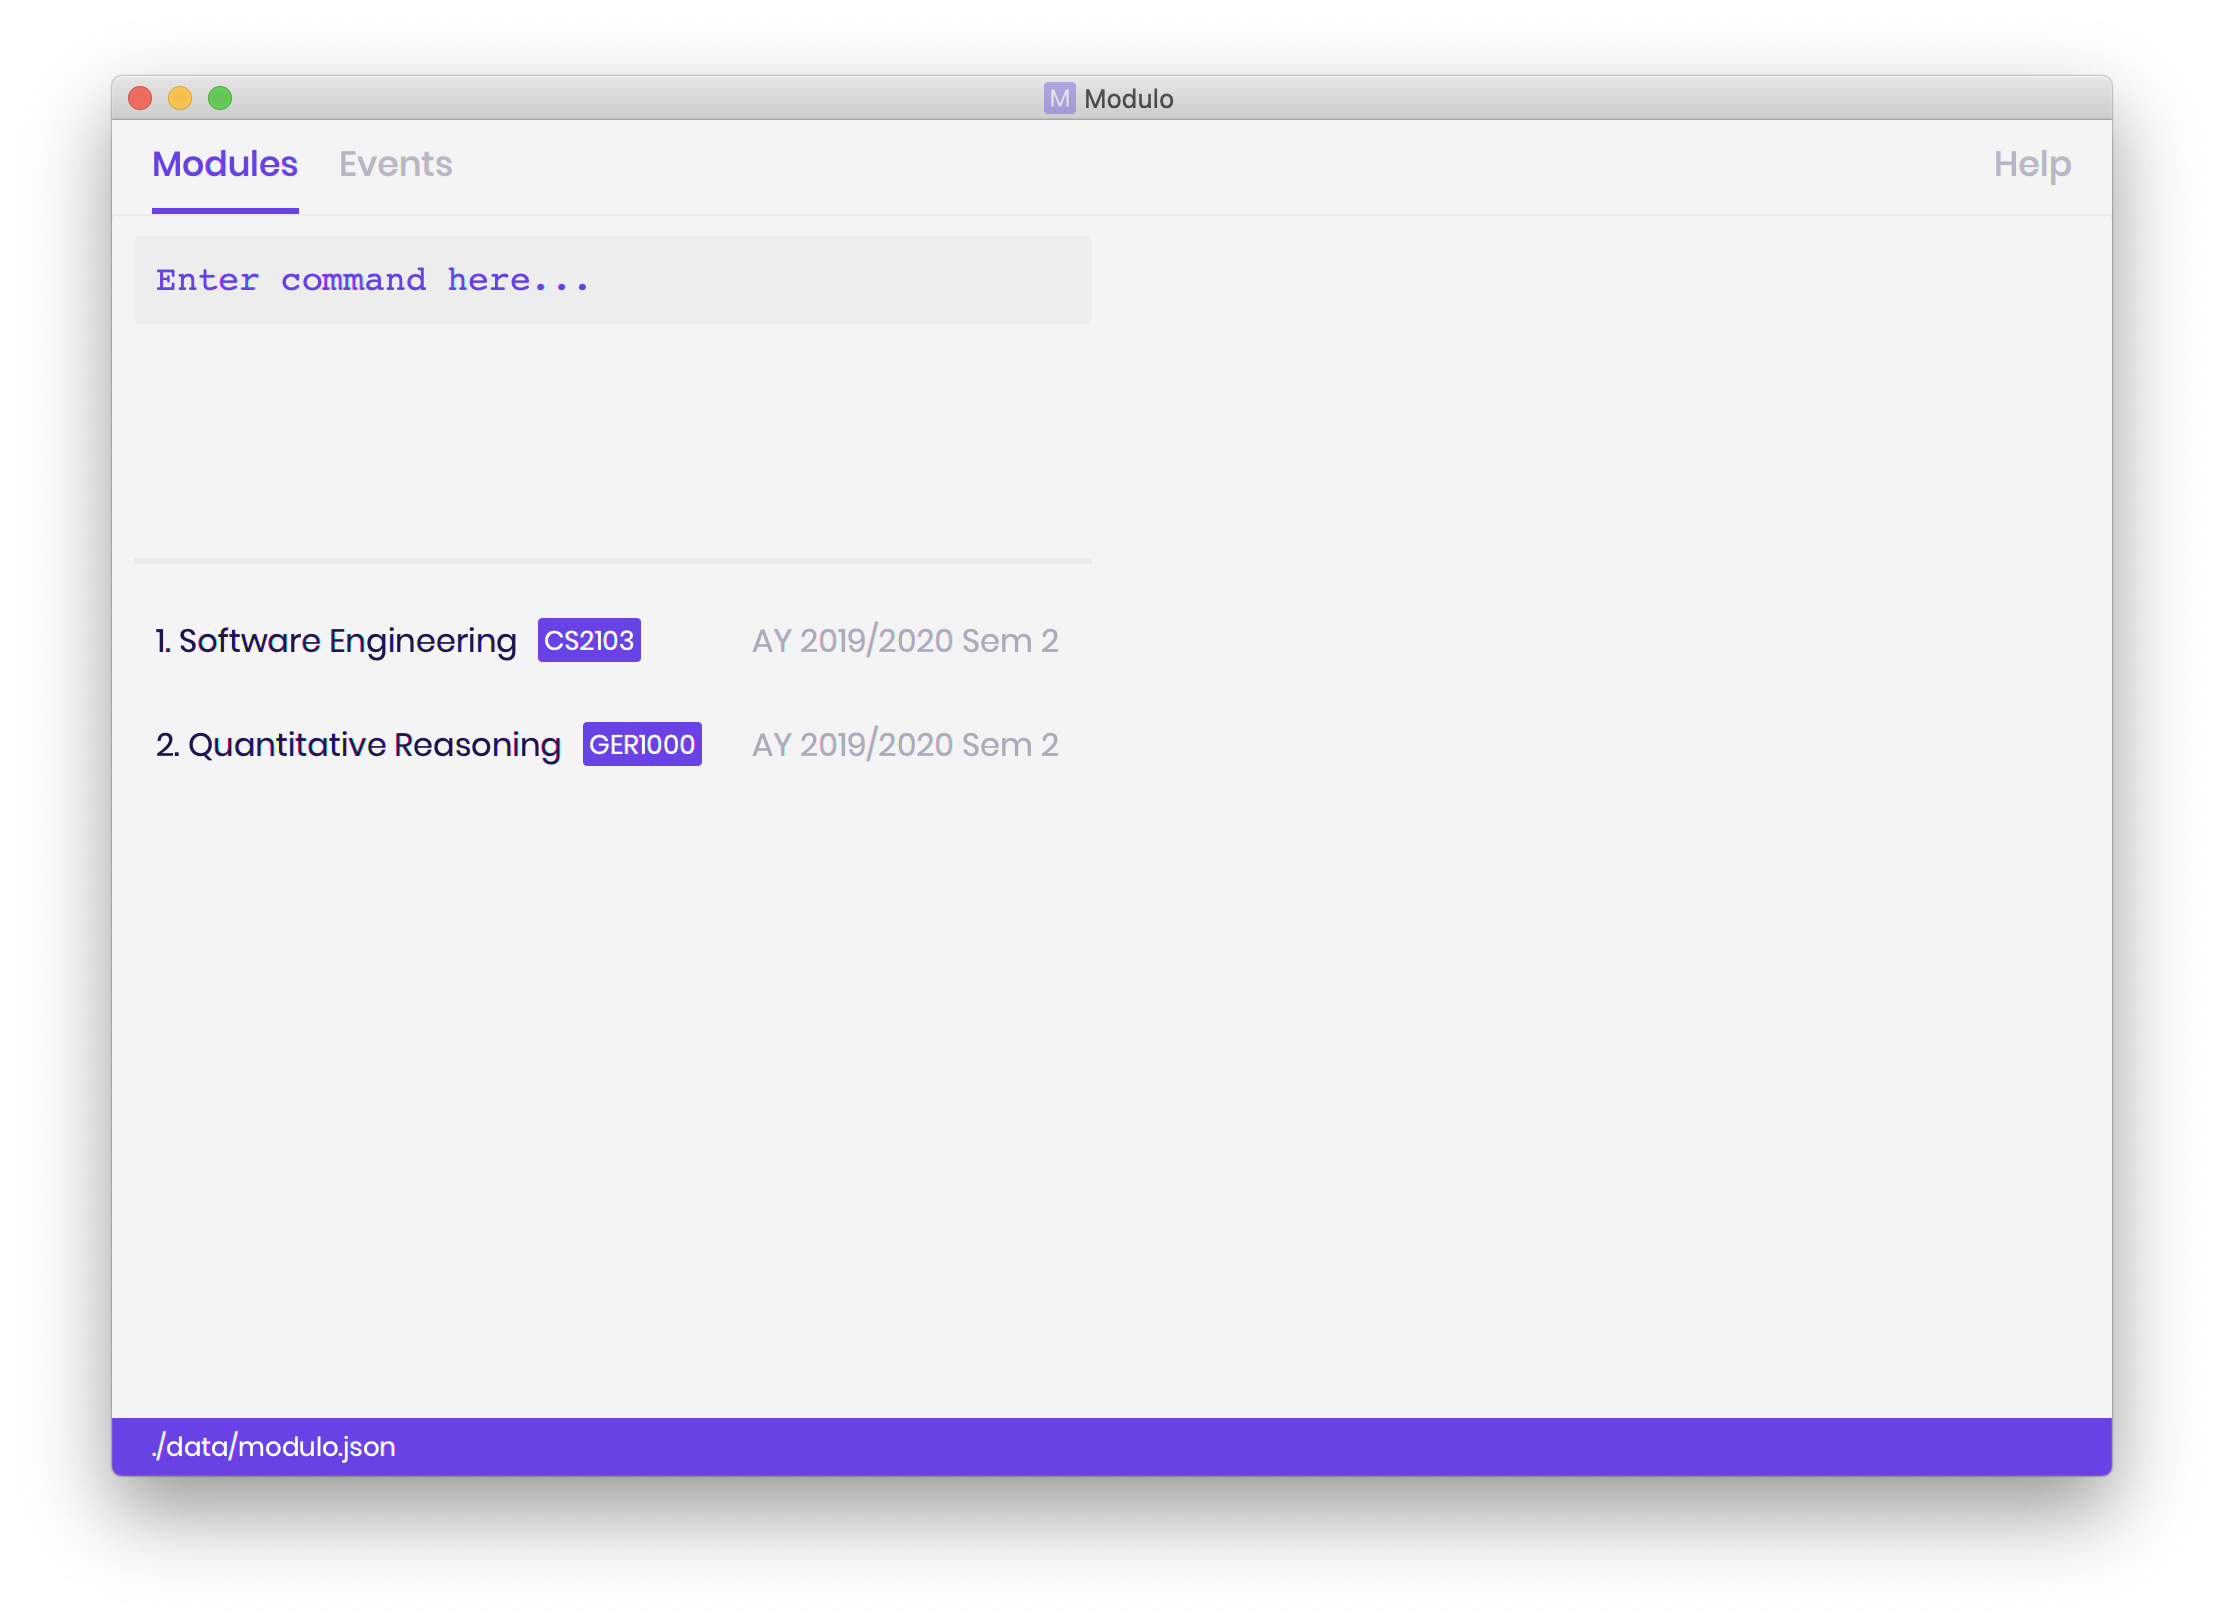 M Modulo
Modules Events Help
Enter command here...
1. Software Engineering CS2103 AY 2019/2020 Sem 2
2. Quantitative Reasoning GER1000 AY 2019/2020 Sem 2
./data/modulo.json